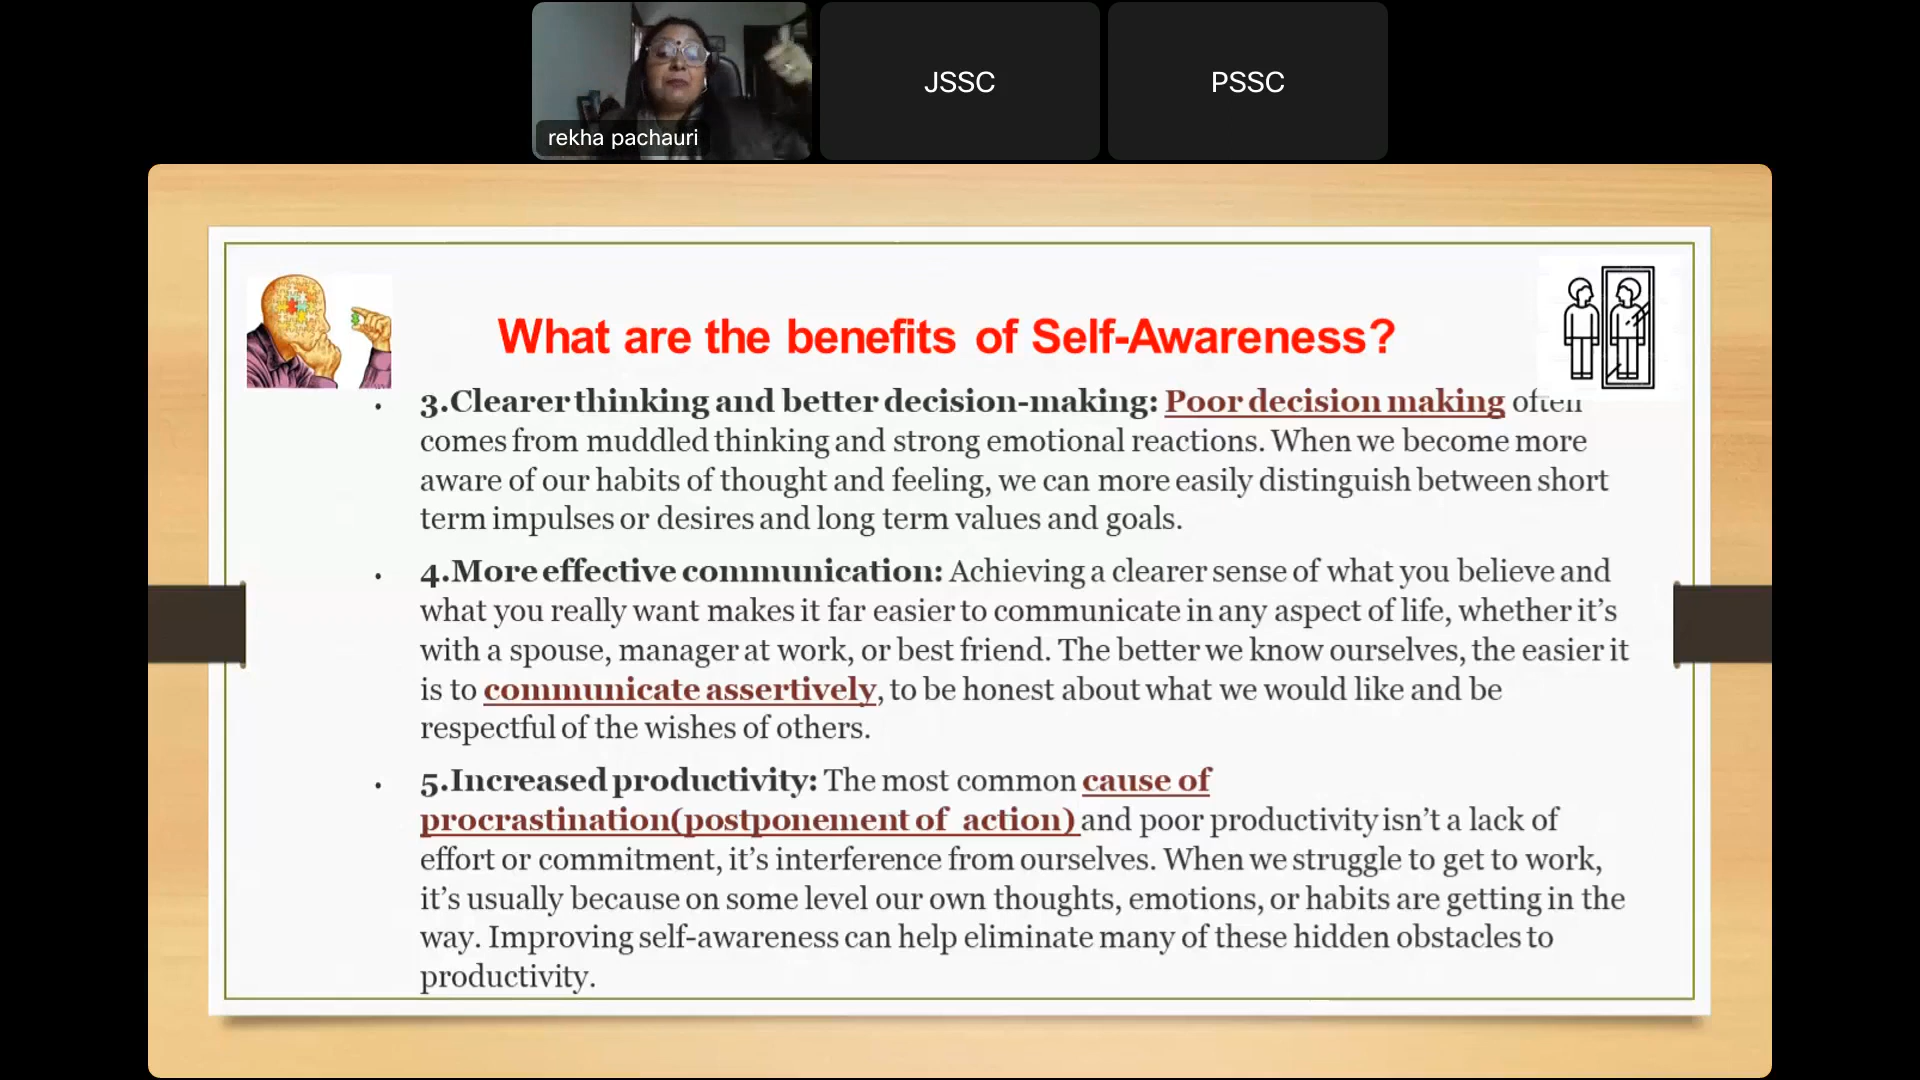 rekha pachauri
JSSC
PSSC
What are the benefits of Self-Awareness?
• 3.Clearer thinking and better decision-making: Poor decision making often
comes from muddled thinking and strong emotional reactions. When we become more
aware of our habits of thought and feeling, we can more easily distinguish between short
term impulses or desires and long term values and goals.
• 4.More effective communication: Achieving a clearer sense of what you believe and
what you really want makes it far easier to communicate in any aspect of life, whether it’s
with a spouse, manager at work, or best friend. The better we know ourselves, the easier it
is to communicate assertively, to be honest about what we would like and be
respectful of the wishes of others.
• 5.Increased productivity: The most common cause of
procrastination(postponement of action) and poor productivity isn’t a lack of
effort or commitment, it’s interference from ourselves. When we struggle to get to work,
it’s usually because on some level our own thoughts, emotions, or habits are getting in the
way. Improving self-awareness can help eliminate many of these hidden obstacles to
productivity.